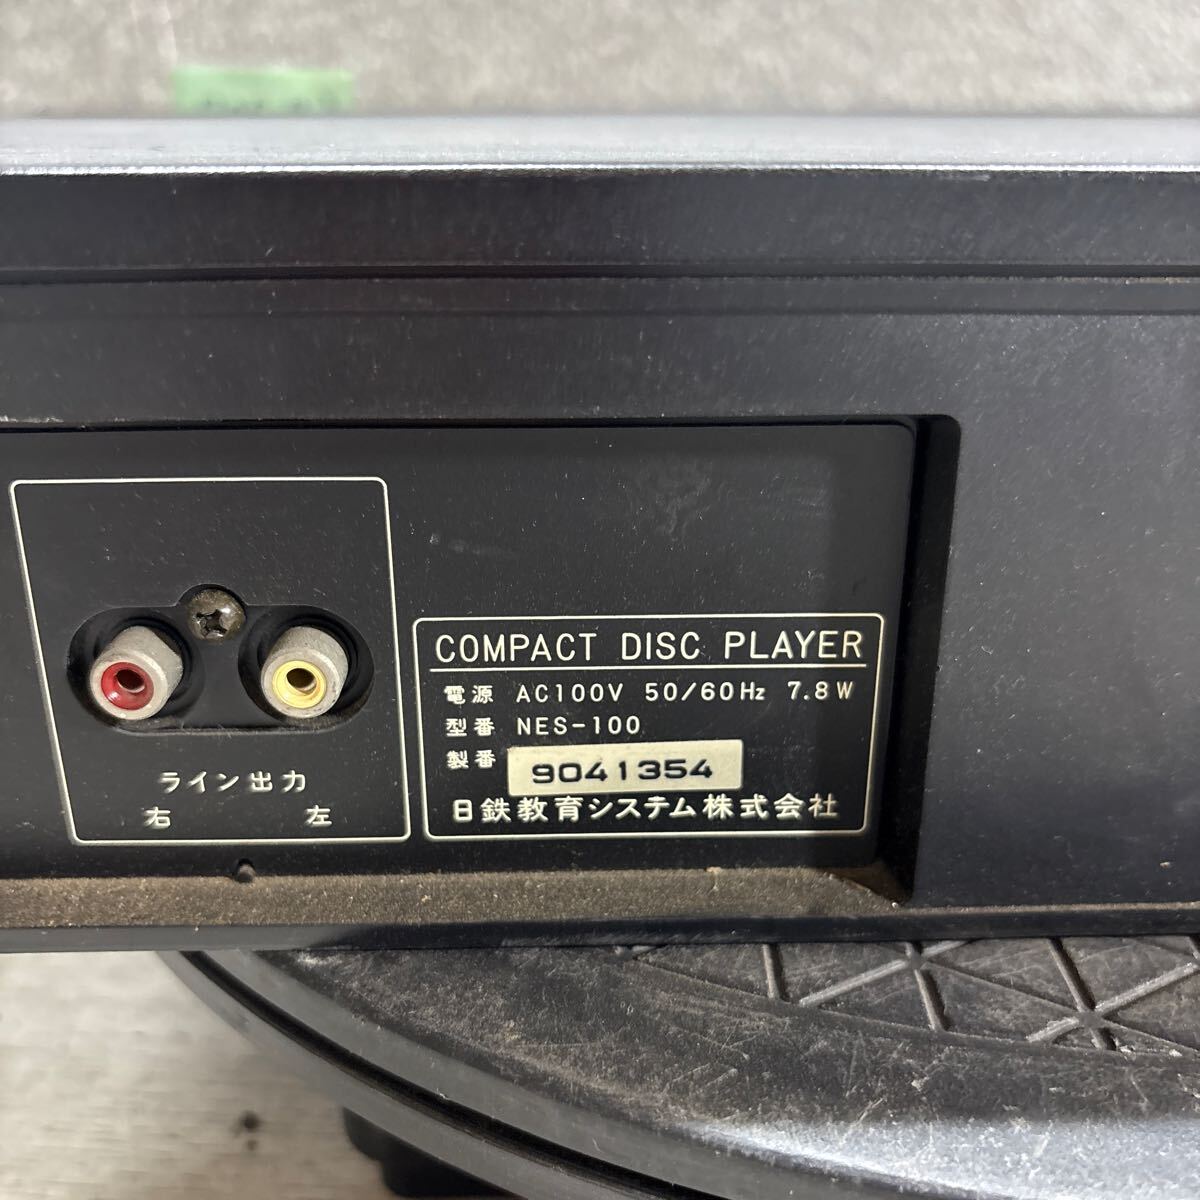 ライン出力
右 左
COMPACT DISC PLAYER
電源 AC100V 50/60Hz 7.8W
型番 NES-100
製番 9041354
日鉄教育システム株式会社